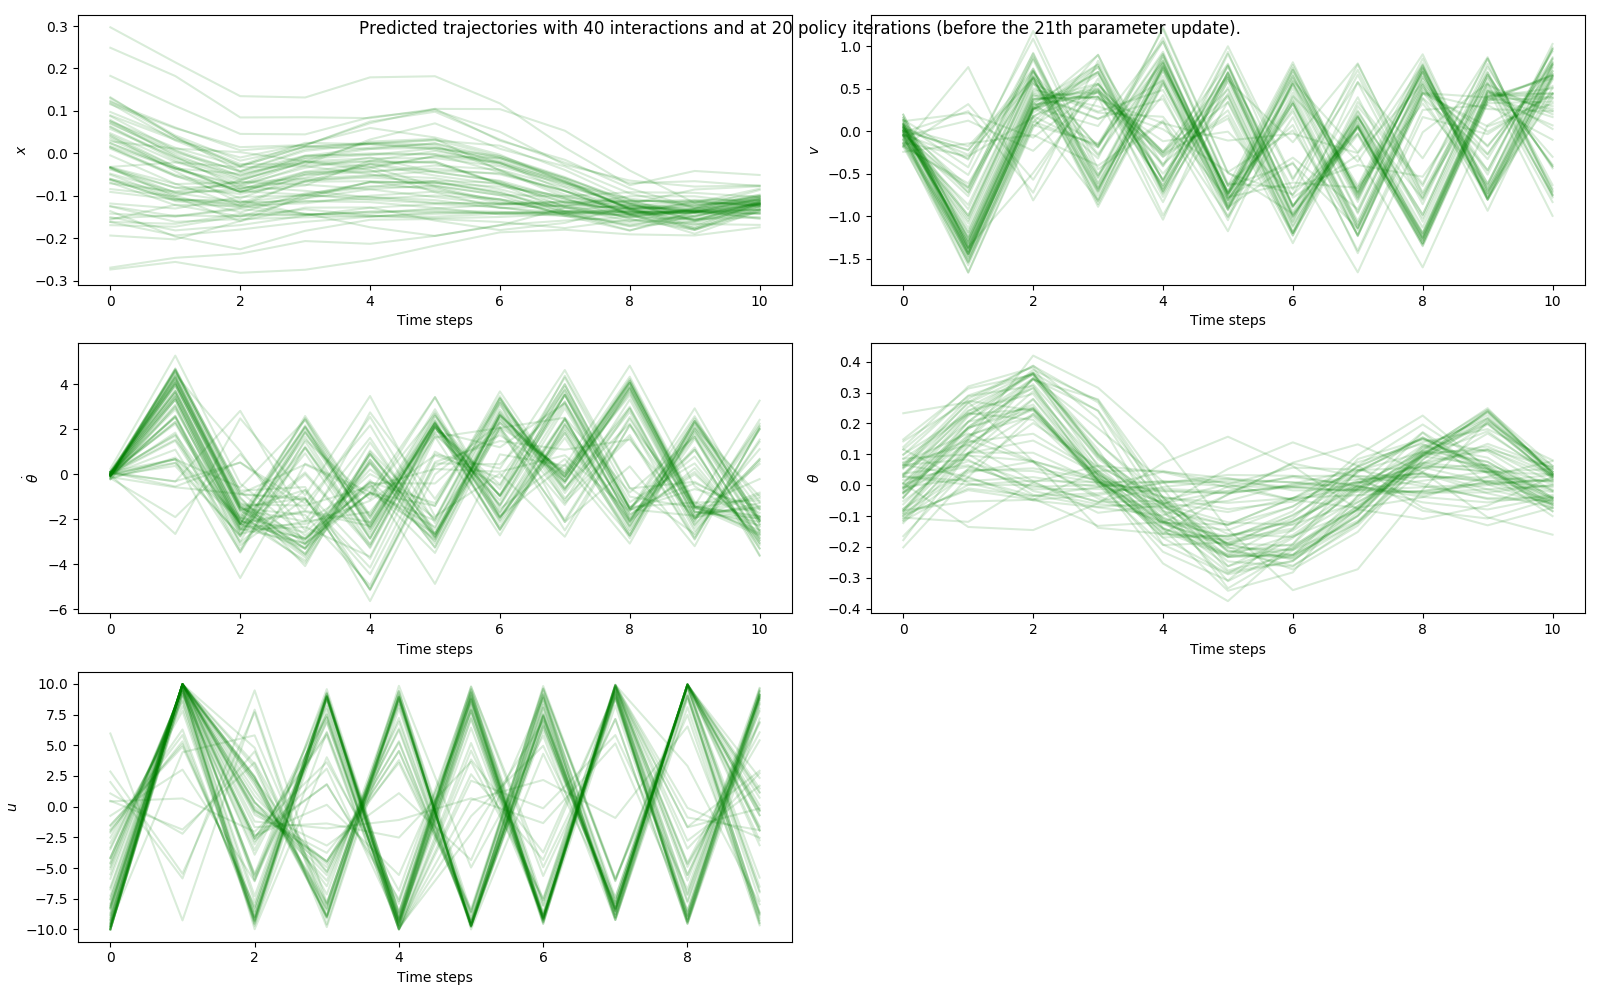 Predicted trajectories with 40 interactions and at 20 policy iterations (before the 21th parameter update).
0.3
0.2
0.1
0.0
−0.1
−0.2
−0.3
x
0 2 4 6 8 10
Time steps
1.0
0.5
0.0
−0.5
−1.0
−1.5
v
0 2 4 6 8 10
Time steps
4
2
0
−2
−4
−6
θ̇
0 2 4 6 8 10
Time steps
0.4
0.3
0.2
0.1
0.0
−0.1
−0.2
−0.3
−0.4
θ
0 2 4 6 8 10
Time steps
10.0
7.5
5.0
2.5
0.0
−2.5
−5.0
−7.5
−10.0
u
0 2 4 6 8
Time steps